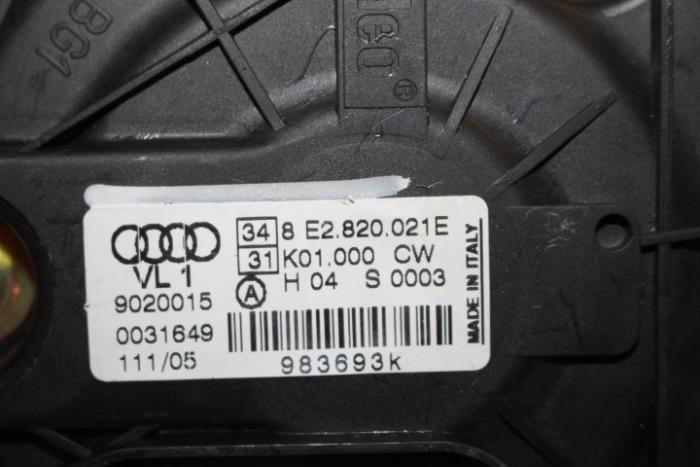 BG1
®
34 8 E2.820.021E
31 K01.000 CW
VL 1
A H 04 S 0003
9020015
0031649
111/05
983693k
MADE IN ITALY